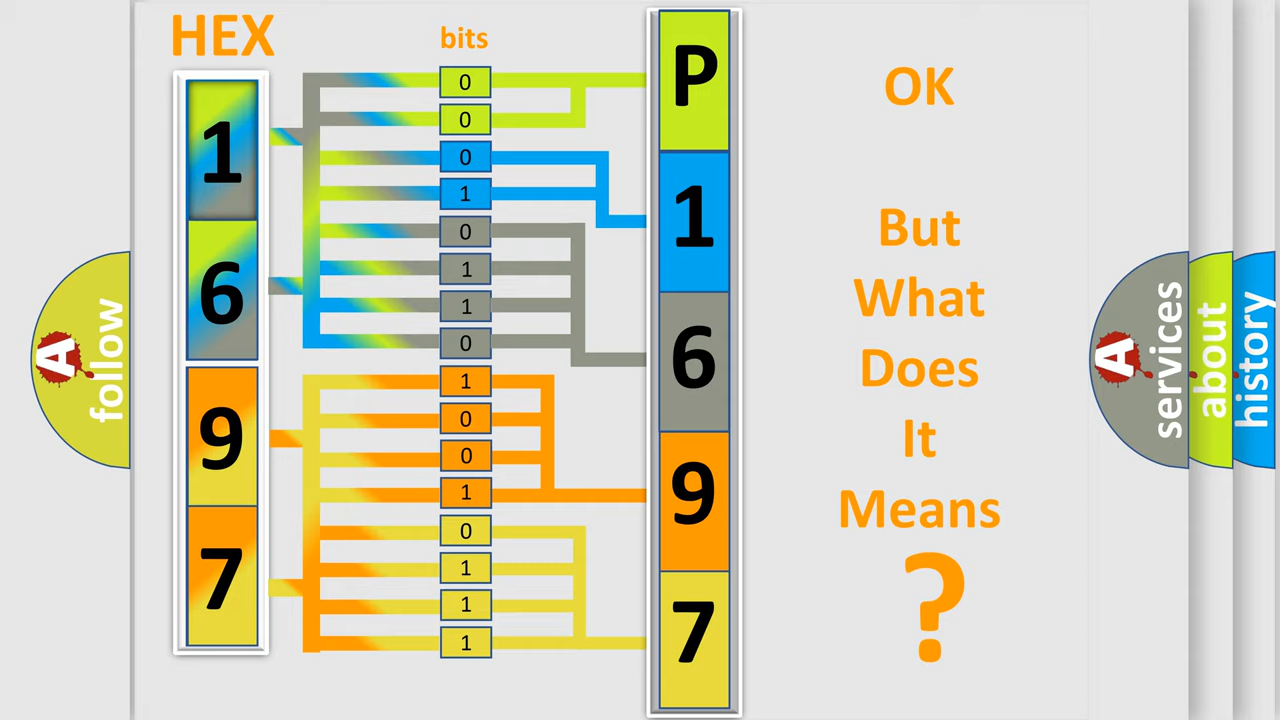 HEX
bits
1
6
9
7
0
0
0
1
0
1
1
0
1
0
0
1
0
1
1
1
P
1
6
9
7
OK
But
What
Does
It
Means
?
A
follow
A
services
about
history